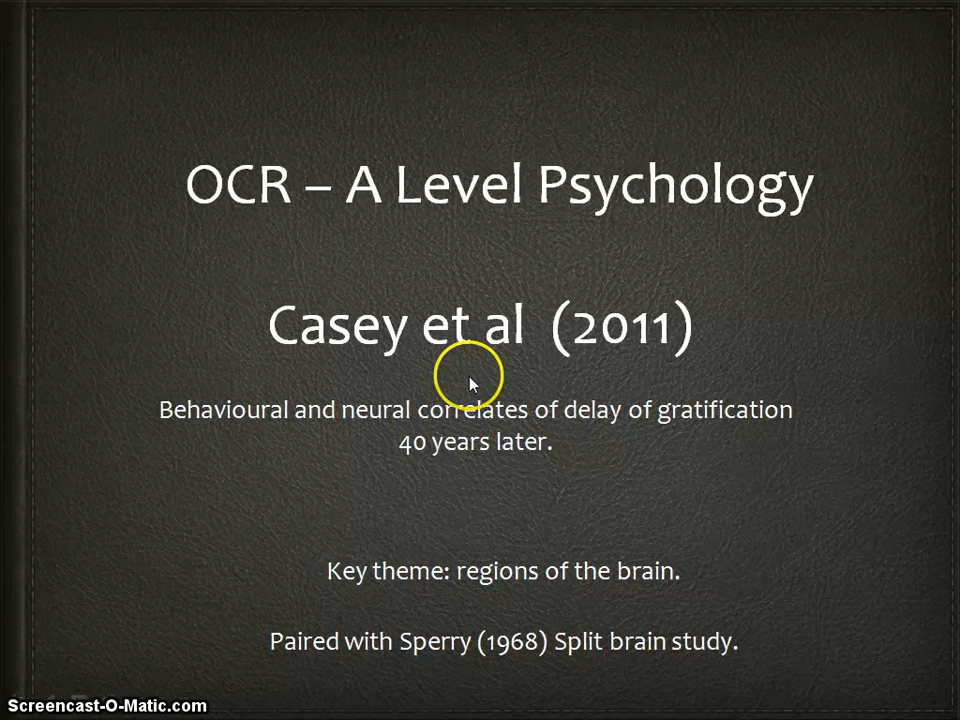 OCR – A Level Psychology
Casey et al (2011)
Behavioural and neural correlates of delay of gratification
40 years later.
Key theme: regions of the brain.
Paired with Sperry (1968) Split brain study.
Screencast-O-Matic.com